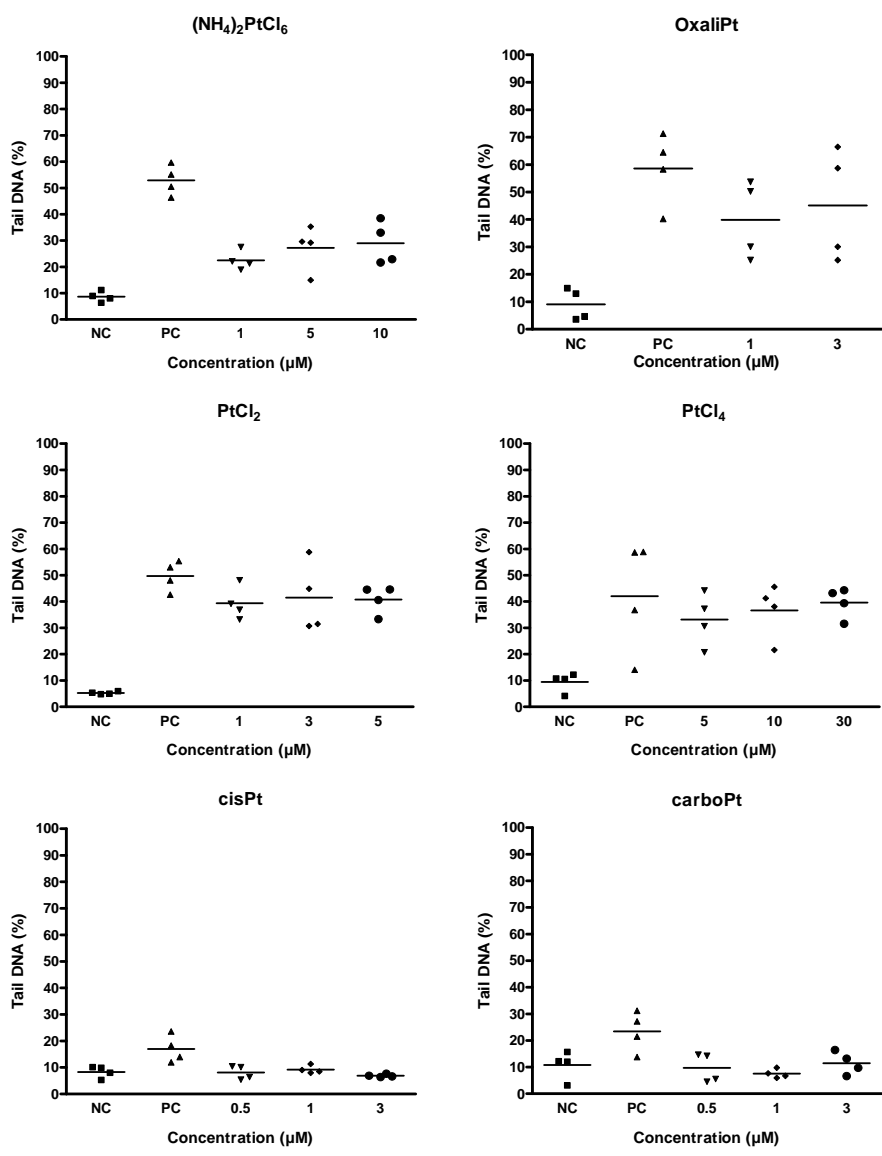 (NH₄)₂PtCl₆
100
90
80
70
60
50
40
30
20
10
0
Tail DNA (%)
NC PC 1 5 10
Concentration (µM)
OxaliPt
100
90
80
70
60
50
40
30
20
10
0
Tail DNA (%)
NC PC 1 3
Concentration (µM)
PtCl₂
100
90
80
70
60
50
40
30
20
10
0
Tail DNA (%)
NC PC 1 3 5
Concentration (µM)
PtCl₄
100
90
80
70
60
50
40
30
20
10
0
Tail DNA (%)
NC PC 5 10 30
Concentration (µM)
cisPt
100
90
80
70
60
50
40
30
20
10
0
Tail DNA (%)
NC PC 0.5 1 3
Concentration (µM)
carboPt
100
90
80
70
60
50
40
30
20
10
0
Tail DNA (%)
NC PC 0.5 1 3
Concentration (µM)